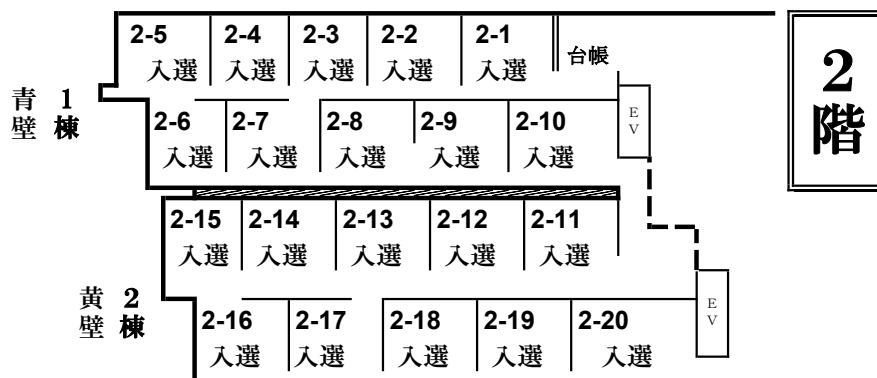 2階
2-5 2-4 2-3 2-2 2-1
入選 入選 入選 入選 入選 台帳
1棟
青壁
EV
2-6 2-7 2-8 2-9 2-10
入選 入選 入選 入選 入選
2-15 2-14 2-13 2-12 2-11
入選 入選 入選 入選 入選
2棟
黄壁
EV
2-16 2-17 2-18 2-19 2-20
入選 入選 入選 入選 入選